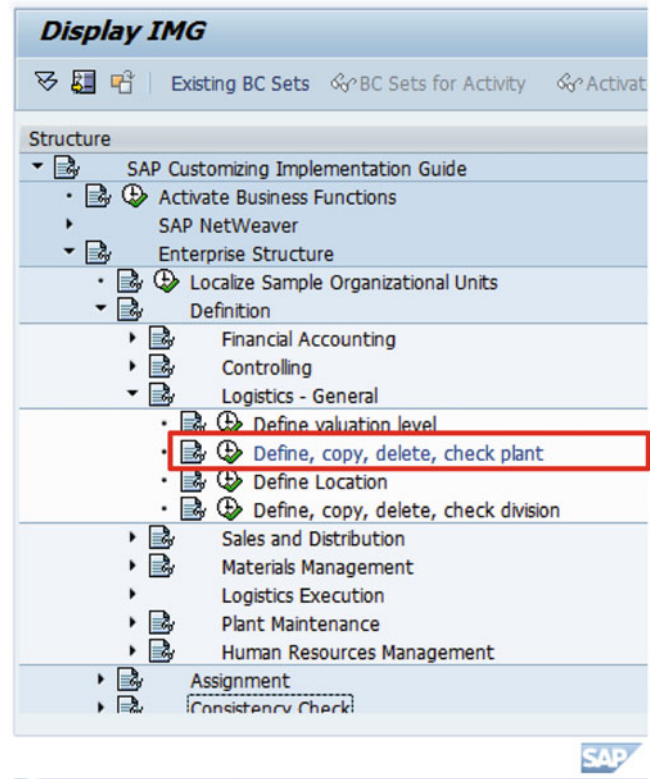 Display IMG
Existing BC Sets BC Sets for Activity Activat
Structure
SAP Customizing Implementation Guide
Activate Business Functions
SAP NetWeaver
Enterprise Structure
Localize Sample Organizational Units
Definition
Financial Accounting
Controlling
Logistics - General
Define valuation level
Define, copy, delete, check plant
Define Location
Define, copy, delete, check division
Sales and Distribution
Materials Management
Logistics Execution
Plant Maintenance
Human Resources Management
Assignment
Consistency Check
SAP